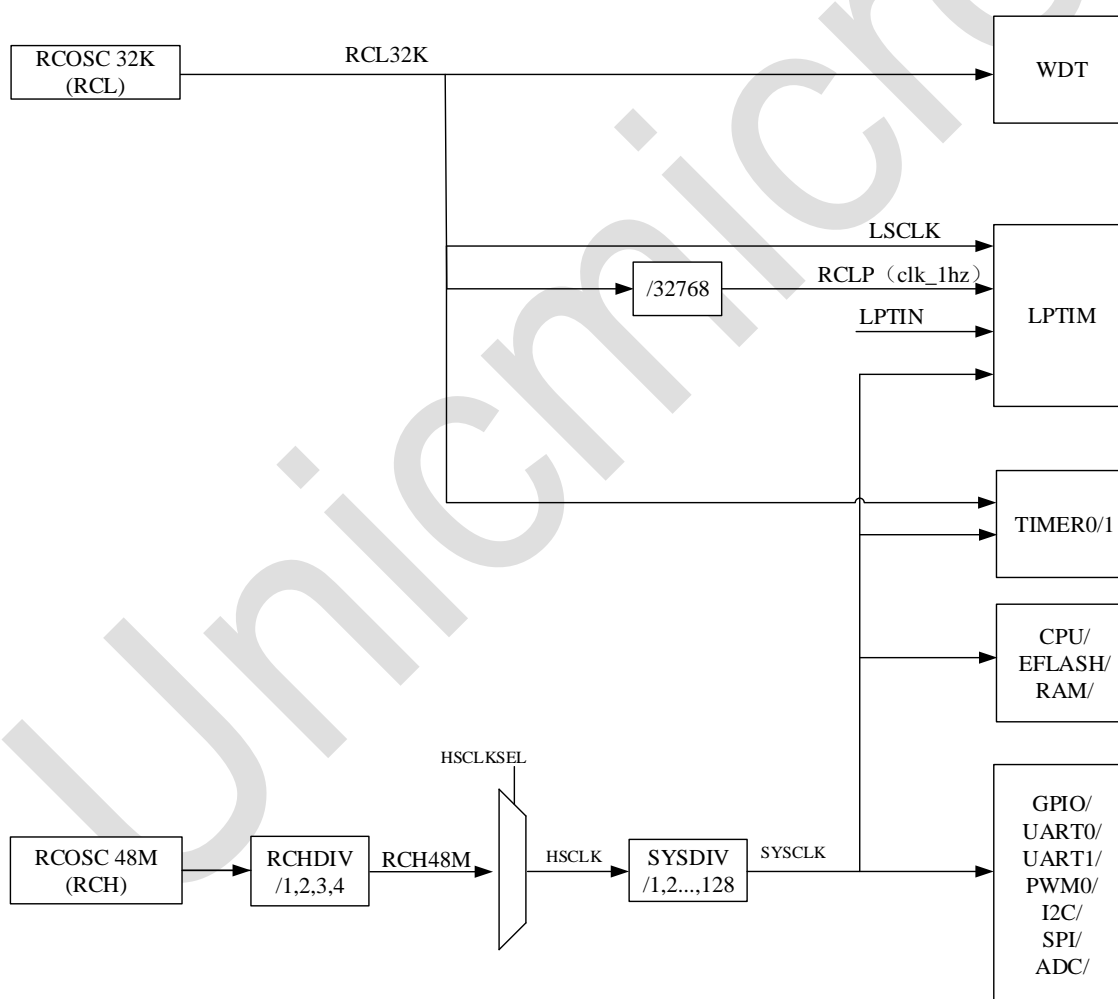 RCOSC 32K
(RCL)
RCL32K
WDT
LSCLK
/32768
RCLP（clk_1hz）
LPTIN
LPTIM
TIMER0/1
CPU/
EFLASH/
RAM/
HSCLKSEL
RCOSC 48M
(RCH)
RCHDIV
/1,2,3,4
RCH48M
HSCLK
SYSDIV
/1,2...,128
SYSCLK
GPIO/
UART0/
UART1/
PWM0/
I2C/
SPI/
ADC/
Unicmicro